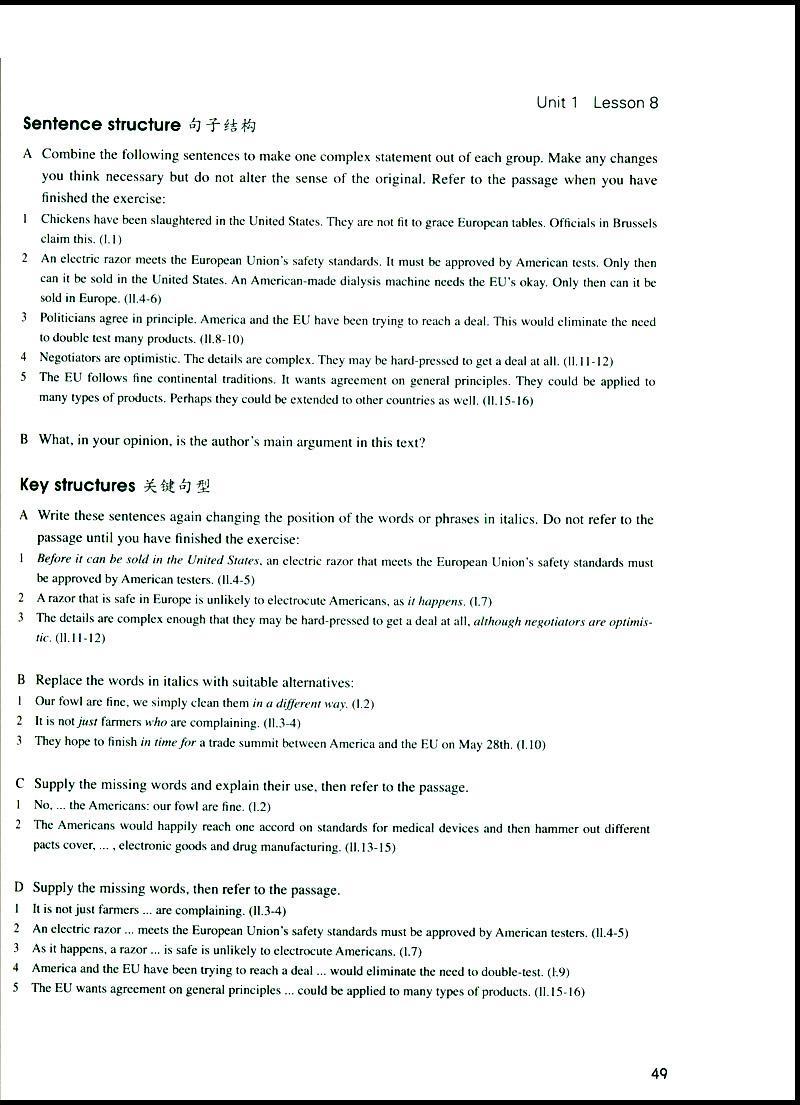 Unit 1 Lesson 8
Sentence structure 句子结构
A Combine the following sentences to make one complex statement out of each group. Make any changes
you think necessary but do not alter the sense of the original. Refer to the passage when you have
finished the exercise:
1 Chickens have been slaughtered in the United States. They are not fit to grace European tables. Officials in Brussels
claim this. (l.1)
2 An electric razor meets the European Union's safety standards. It must be approved by American tests. Only then
can it be sold in the United States. An American-made dialysis machine needs the EU's okay. Only then can it be
sold in Europe. (ll.4-6)
3 Politicians agree in principle. America and the EU have been trying to reach a deal. This would eliminate the need
to double test many products. (ll.8-10)
4 Negotiators are optimistic. The details are complex. They may be hard-pressed to get a deal at all. (ll.11-12)
5 The EU follows fine continental traditions. It wants agreement on general principles. They could be applied to
many types of products. Perhaps they could be extended to other countries as well. (ll.15-16)
B What, in your opinion, is the author's main argument in this text?
Key structures 关键句型
A Write these sentences again changing the position of the words or phrases in italics. Do not refer to the
passage until you have finished the exercise:
1 Before it can be sold in the United States, an electric razor that meets the European Union's safety standards must
be approved by American testers. (ll.4-5)
2 A razor that is safe in Europe is unlikely to electrocute Americans, as it happens. (l.7)
3 The details are complex enough that they may be hard-pressed to get a deal at all, although negotiators are optimis-
tic. (ll.11-12)
B Replace the words in italics with suitable alternatives:
1 Our fowl are fine, we simply clean them in a different way. (l.2)
2 It is not just farmers who are complaining. (ll.3-4)
3 They hope to finish in time for a trade summit between America and the EU on May 28th. (l.10)
C Supply the missing words and explain their use, then refer to the passage.
1 No, ... the Americans: our fowl are fine. (l.2)
2 The Americans would happily reach one accord on standards for medical devices and then hammer out different
pacts cover, ... , electronic goods and drug manufacturing. (ll.13-15)
D Supply the missing words, then refer to the passage.
1 It is not just farmers ... are complaining. (ll.3-4)
2 An electric razor ... meets the European Union's safety standards must be approved by American testers. (ll.4-5)
3 As it happens, a razor ... is safe is unlikely to electrocute Americans. (l.7)
4 America and the EU have been trying to reach a deal ... would eliminate the need to double-test. (l.9)
5 The EU wants agreement on general principles ... could be applied to many types of products. (ll.15-16)
49